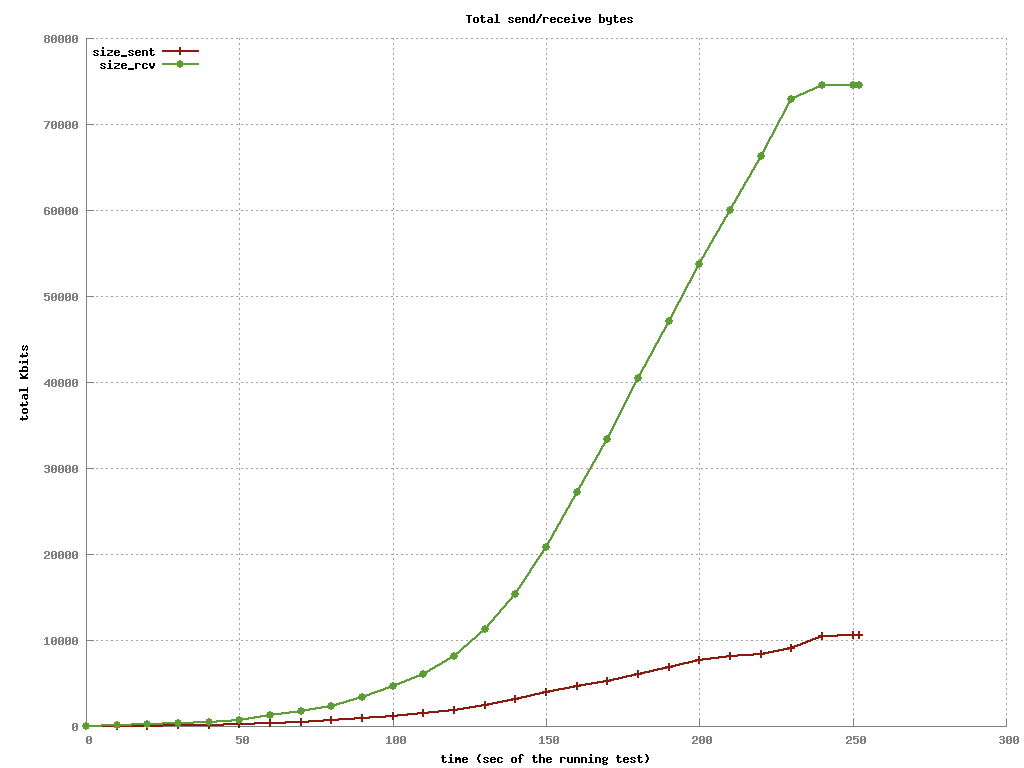 Total send/receive bytes
80000
size_sent
size_rcv
70000
60000
50000
total Kbits
40000
30000
20000
10000
0
0 50 100 150 200 250 300
time (sec of the running test)